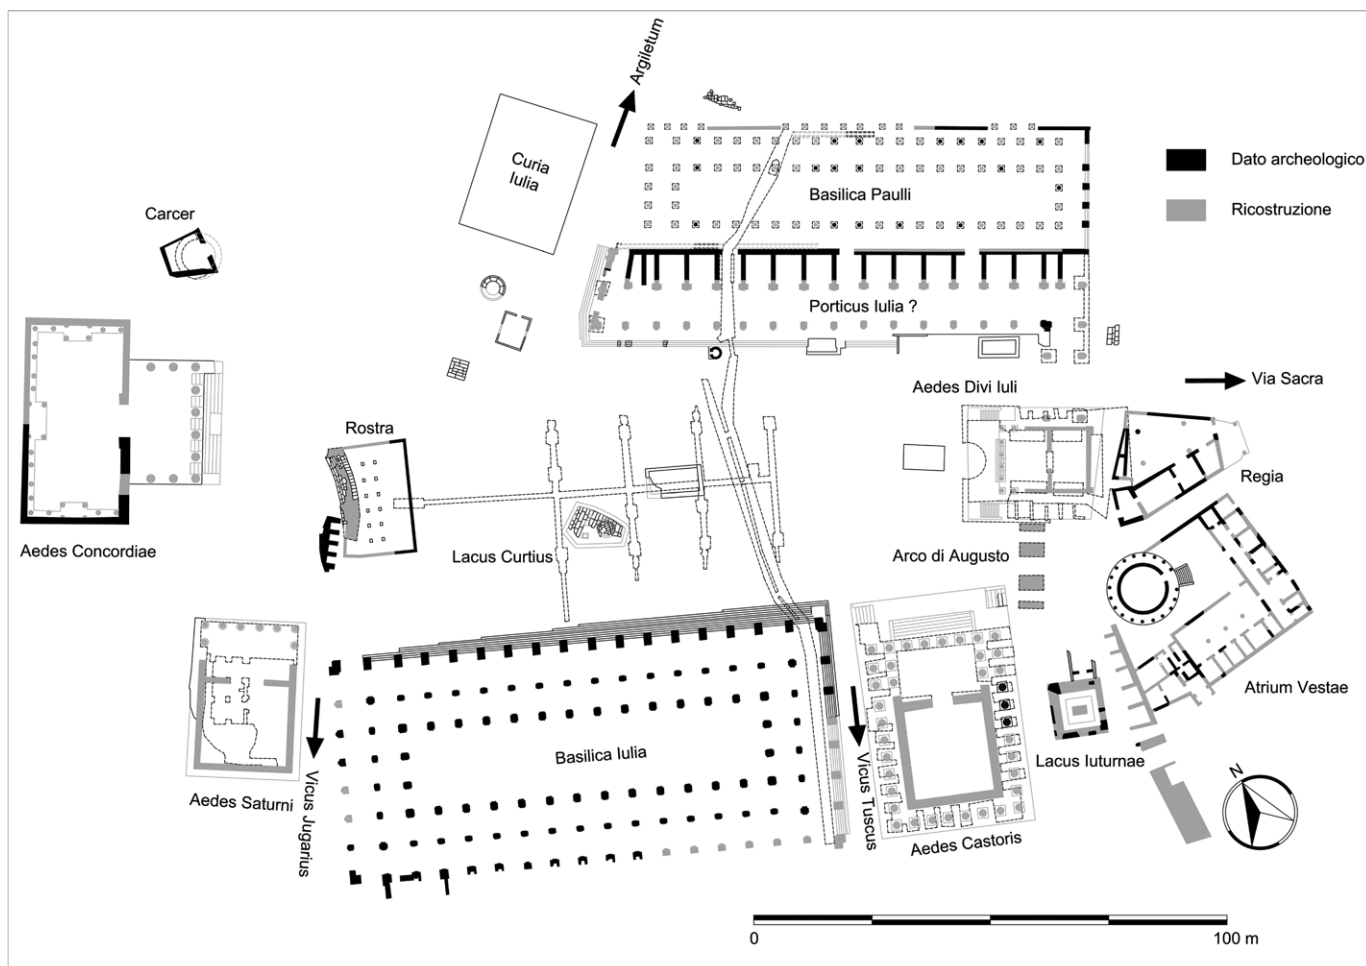 Argiletum
Curia
Iulia
Basilica Paulli
Dato archeologico
Ricostruzione
Carcer
Porticus Iulia ?
Aedes Divi Iuli
Via Sacra
Rostra
Regia
Aedes Concordiae
Lacus Curtius
Arco di Augusto
Atrium Vestae
Basilica Iulia
Vicus Jugarius
Vicus Tuscus
Lacus Iuturnae
Aedes Saturni
Aedes Castoris
N
0
100 m